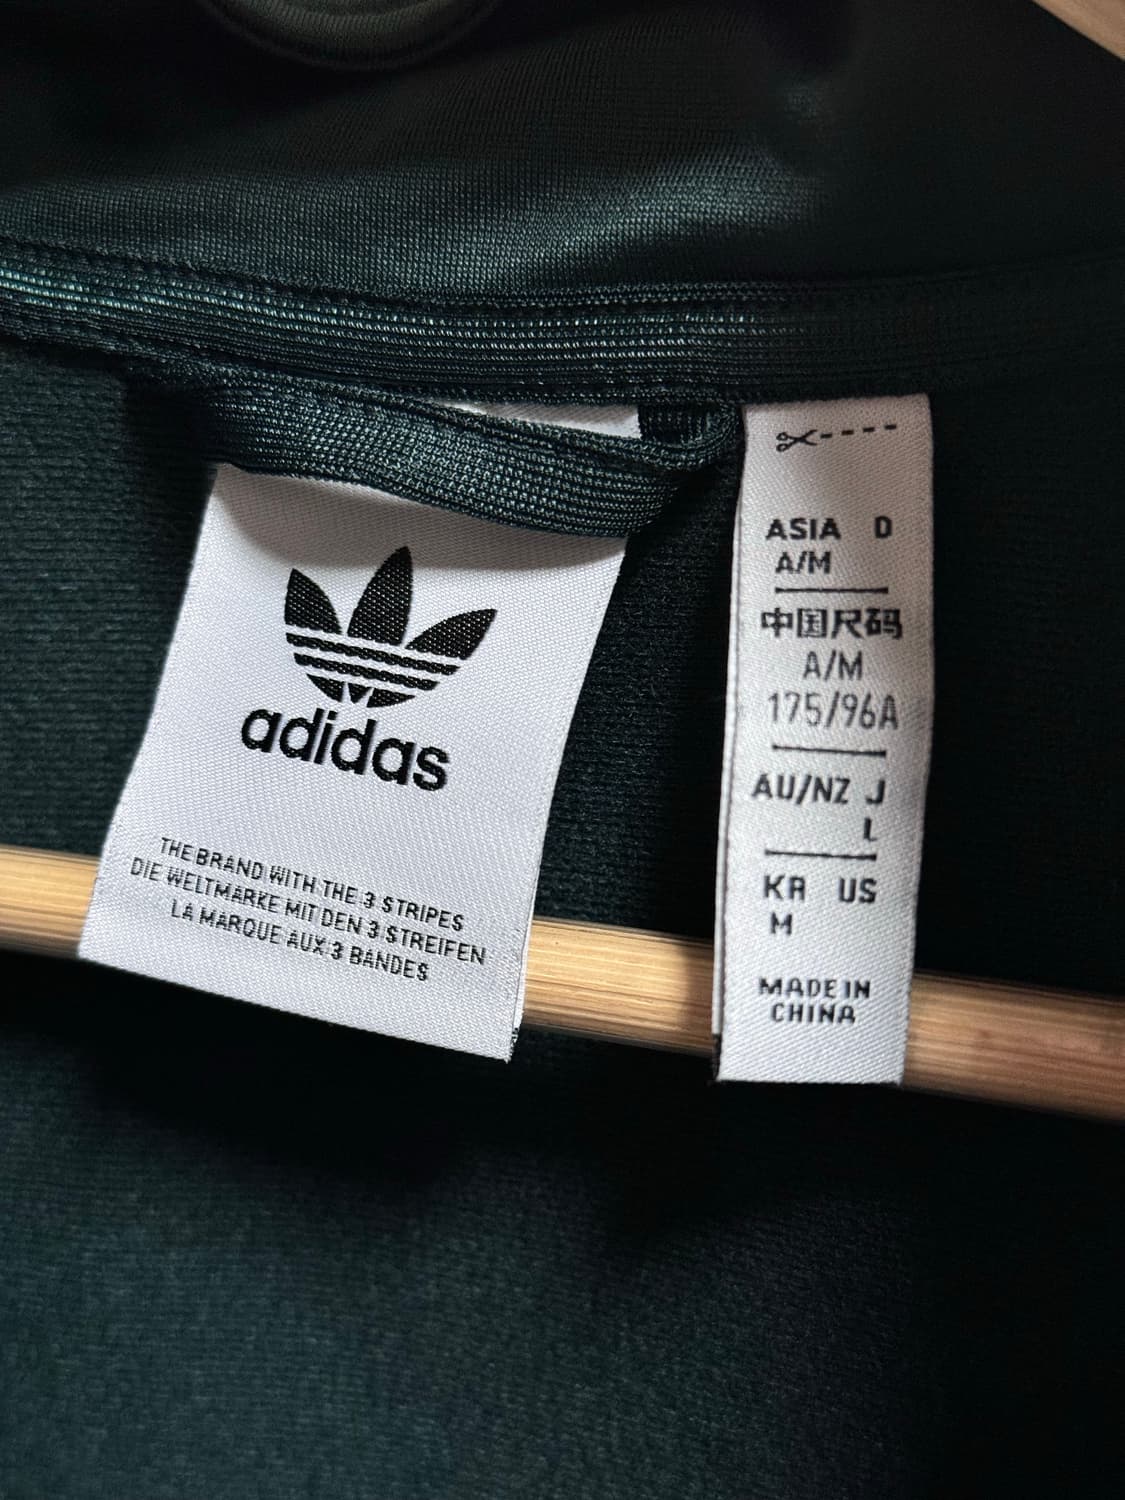 adidas
THE BRAND WITH THE 3 STRIPES
DIE WELTMARKE MIT DEN 3 STREIFEN
LA MARQUE AUX 3 BANDES
ASIA D
A/M
中国尺码
A/M
175/96A
AU/NZ J
L
KR US
M
MADE IN
CHINA